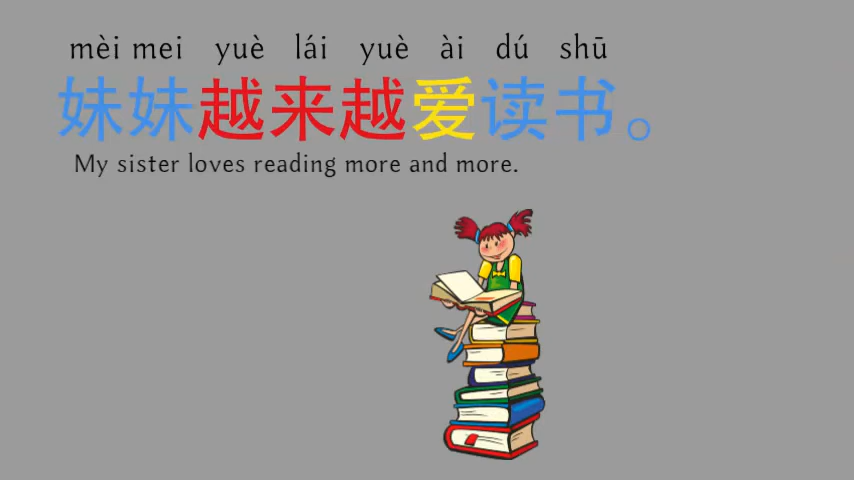 mèi mei yuè lái yuè ài dú shū
妹妹越来越爱读书。
My sister loves reading more and more.